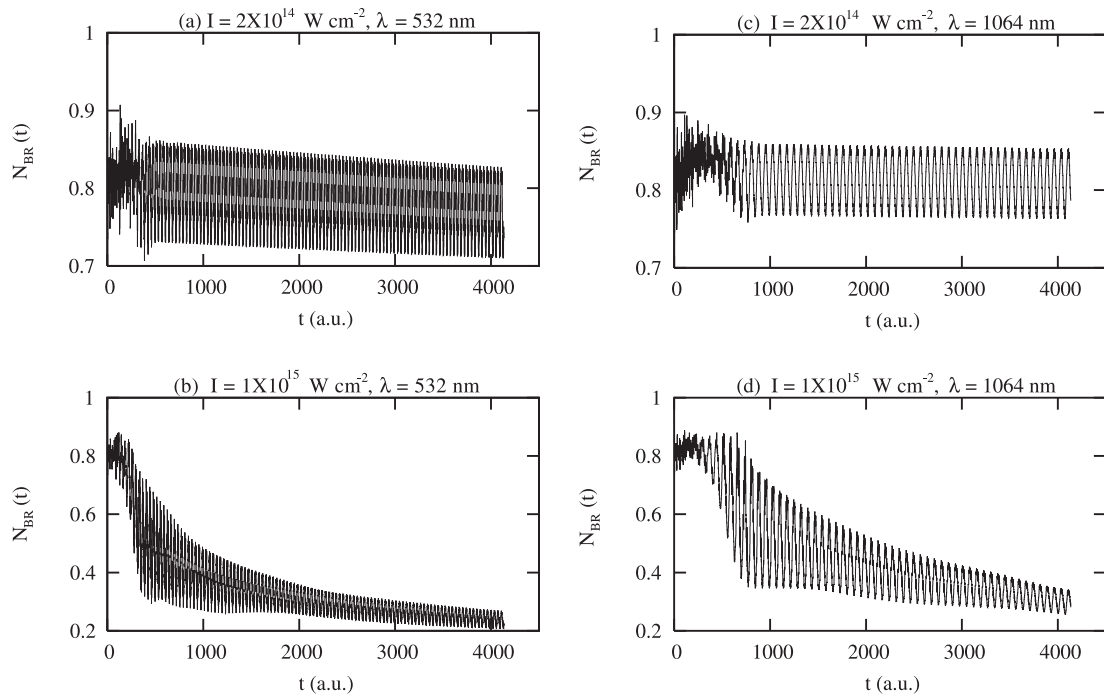 (a) I = 2X10^14 W cm^-2, λ = 532 nm
1
0.9
0.8
0.7
N_BR (t)
0 1000 2000 3000 4000
t (a.u.)
(c) I = 2X10^14 W cm^-2, λ = 1064 nm
1
0.9
0.8
0.7
N_BR (t)
0 1000 2000 3000 4000
t (a.u.)
(b) I = 1X10^15 W cm^-2, λ = 532 nm
1
0.8
0.6
0.4
0.2
N_BR (t)
0 1000 2000 3000 4000
t (a.u.)
(d) I = 1X10^15 W cm^-2, λ = 1064 nm
1
0.8
0.6
0.4
0.2
N_BR (t)
0 1000 2000 3000 4000
t (a.u.)